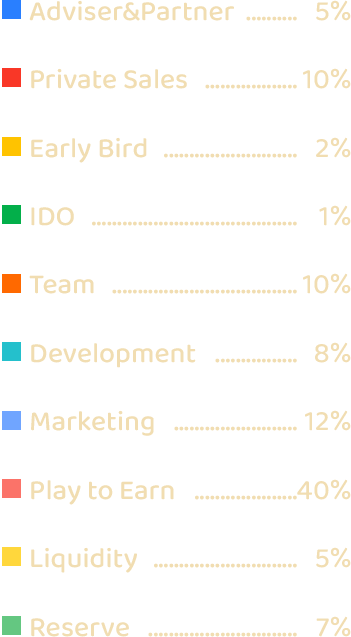 Adviser&Partner .......... 5%
Private Sales .................. 10%
Early Bird .......................... 2%
IDO ........................................ 1%
Team .................................... 10%
Development ................ 8%
Marketing ........................ 12%
Play to Earn ....................40%
Liquidity ............................ 5%
Reserve ............................. 7%